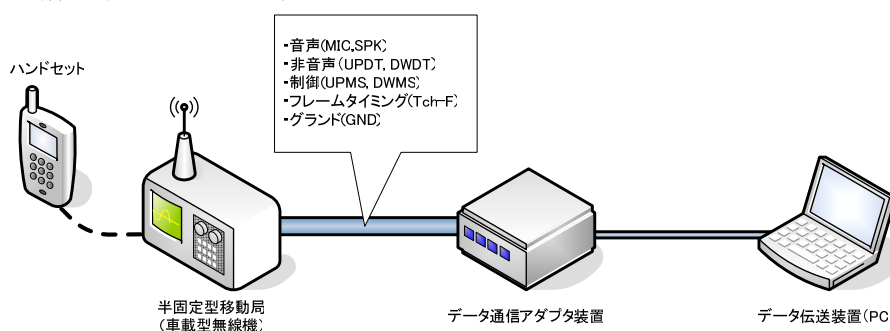 ・音声(MIC,SPK)
・非音声(UPDT, DWDT)
・制御(UPMS, DWMS)
・フレームタイミング(Tch-F)
・グランド(GND)
ハンドセット
半固定型移動局
(車載型無線機)
データ通信アダプタ装置
データ伝送装置(PC